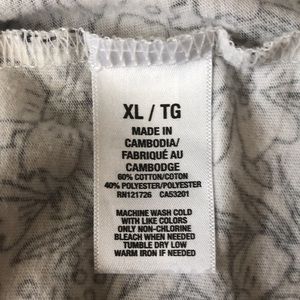 XL / TG
MADE IN
CAMBODIA/
FABRIQUÉ AU
CAMBODGE
60% COTTON/COTON
40% POLYESTER/POLYESTER
RN121726 CA53201
MACHINE WASH COLD
WITH LIKE COLORS
ONLY NON-CHLORINE
BLEACH WHEN NEEDED
TUMBLE DRY LOW
WARM IRON IF NEEDED